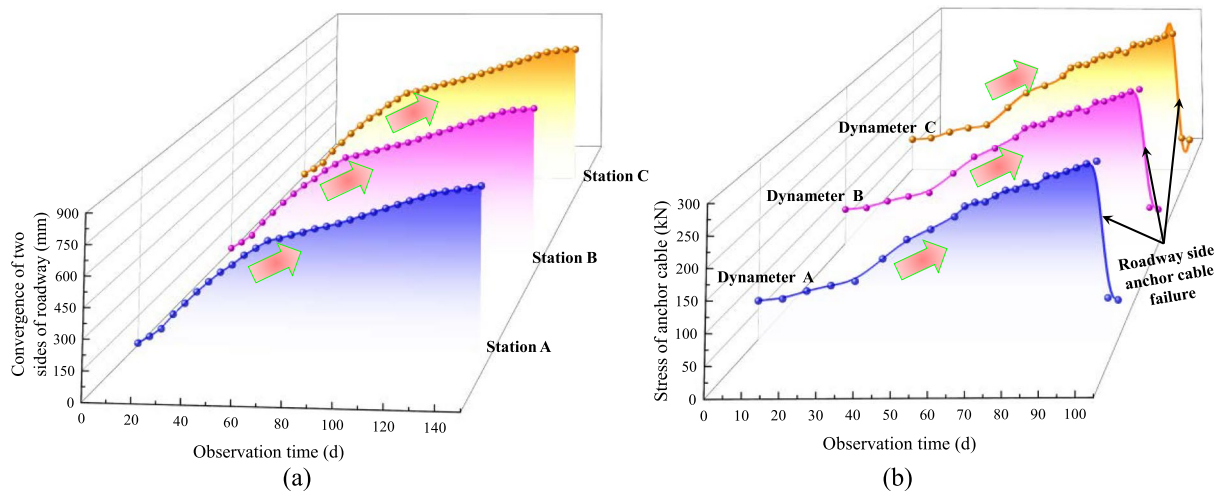 Convergence of two
sides of roadway (mm)
900
750
600
450
300
150
0
0
20
40
60
80
100
120
140
Observation time (d)
Station A
Station B
Station C
(a)
Stress of anchor cable (kN)
300
250
200
150
100
50
0
0
10
20
30
40
50
60
70
80
90
100
Observation time (d)
Dynameter A
Dynameter B
Dynameter C
Roadway side
anchor cable
failure
(b)